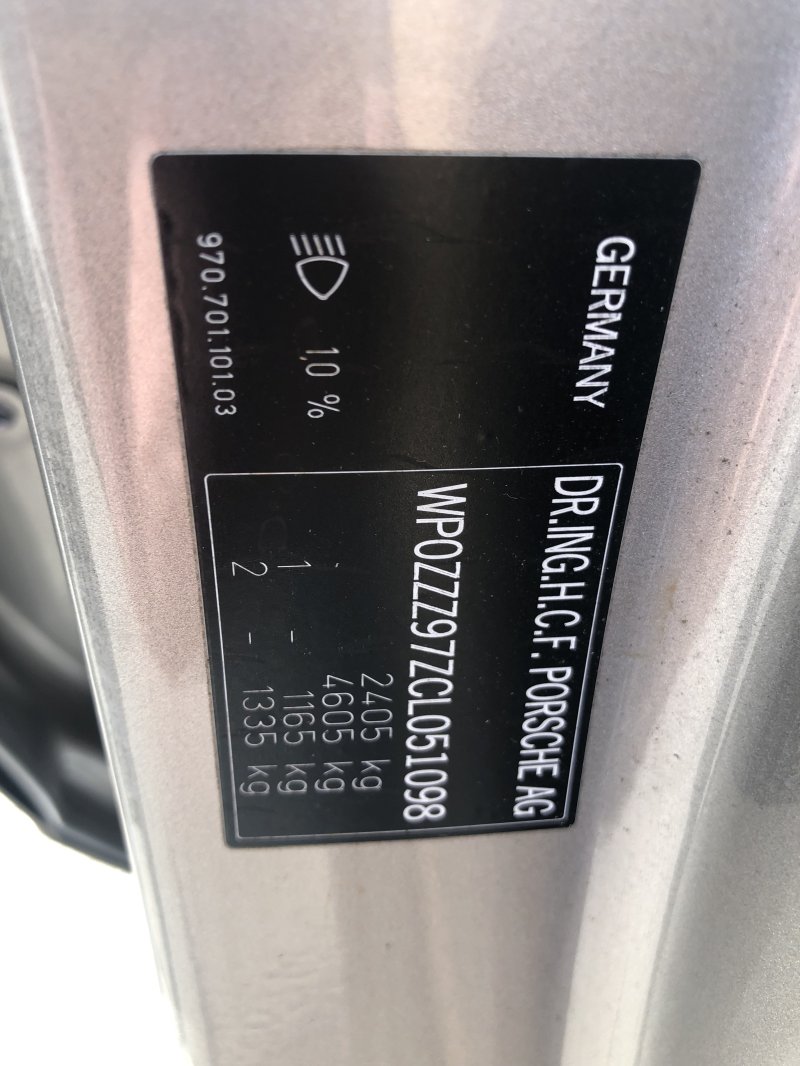 GERMANY
1,0 %
970.701.101.03
DR.ING.H.C.F. PORSCHE AG
WP0ZZZ97ZCL051098
2405 kg
4605 kg
1 - 1165 kg
2 - 1335 kg